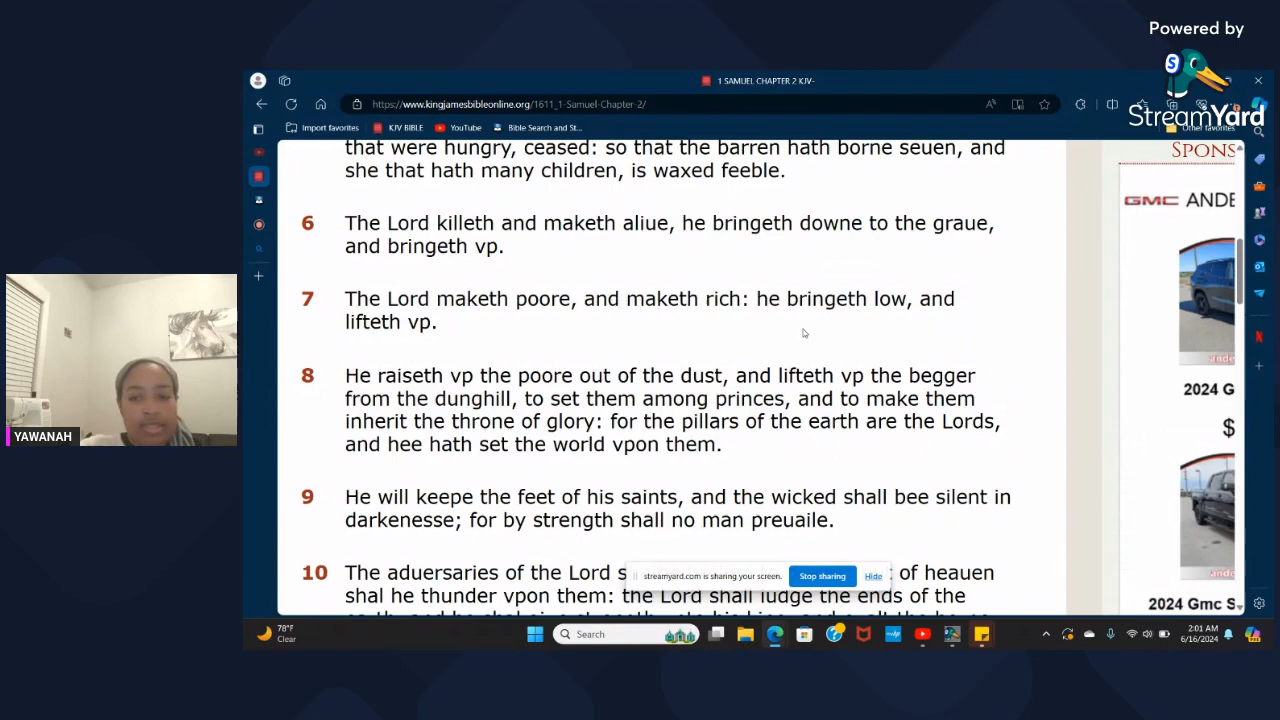 Powered by
StreamYard
1 SAMUEL CHAPTER 2 KJV-
https://www.kingjamesbibleonline.org/1611_1-Samuel-Chapter-2/
Import favorites
KJV BIBLE
YouTube
Bible Search and St...
Other favorites
that were hungry, ceased: so that the barren hath borne seuen, and
she that hath many children, is waxed feeble.
6 The Lord killeth and maketh aliue, he bringeth downe to the graue,
and bringeth vp.
7 The Lord maketh poore, and maketh rich: he bringeth low, and
lifteth vp.
8 He raiseth vp the poore out of the dust, and lifteth vp the begger
from the dunghill, to set them among princes, and to make them
inherit the throne of glory: for the pillars of the earth are the Lords,
and hee hath set the world vpon them.
9 He will keepe the feet of his saints, and the wicked shall bee silent in
darkenesse; for by strength shall no man preuaile.
10 The aduersaries of the Lord s
of heauen
shal he thunder vpon them: the Lord shall iudge the ends of the
streamyard.com is sharing your screen.
Stop sharing
Hide
SPONS
GMC ANDE
2024 G
$
2024 Gmc S
YAWANAH
78°F
Clear
Search
2:01 AM
6/16/2024